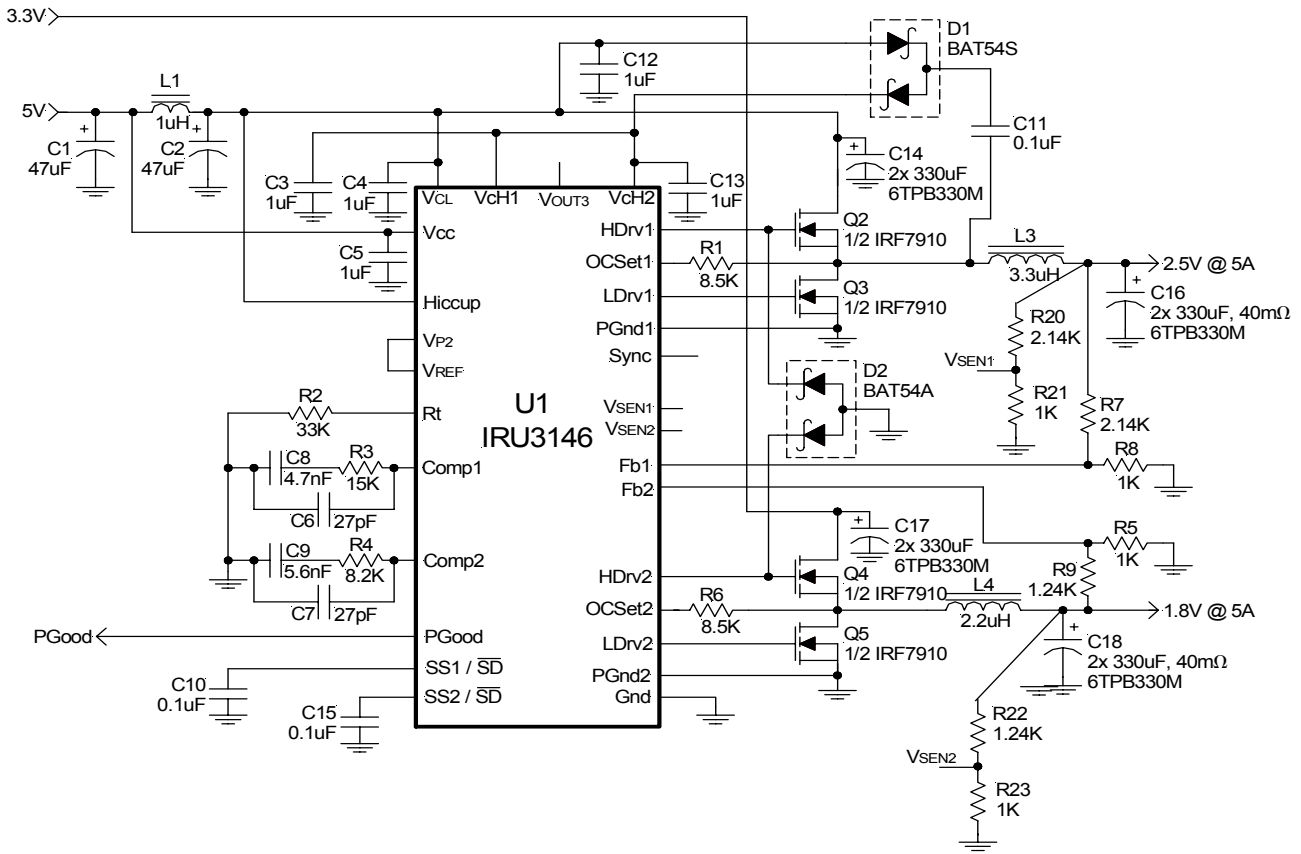 3.3V
D1
BAT54S
C12
1uF
L1
1uH
5V
C1
47uF
C2
47uF
C11
0.1uF
C14
2x 330uF
6TPB330M
C3
1uF
C4
1uF
C13
1uF
VCL
VcH1
VOUT3
VcH2
Vcc
C5
1uF
Hiccup
VP2
VREF
R2
33K
Rt
C8
4.7nF
R3
15K
Comp1
C6
27pF
C9
5.6nF
R4
8.2K
Comp2
C7
27pF
PGood
PGood
SS1 / SD
SS2 / SD
C10
0.1uF
C15
0.1uF
U1
IRU3146
HDrv1
OCSet1
LDrv1
PGnd1
Sync
VSEN1
VSEN2
Fb1
Fb2
HDrv2
OCSet2
LDrv2
PGnd2
Gnd
R1
8.5K
Q2
1/2 IRF7910
Q3
1/2 IRF7910
L3
3.3uH
2.5V @ 5A
C16
2x 330uF, 40mΩ
6TPB330M
R20
2.14K
VSEN1
R21
1K
R7
2.14K
R8
1K
D2
BAT54A
C17
2x 330uF
6TPB330M
Q4
1/2 IRF7910
R6
8.5K
Q5
1/2 IRF7910
L4
2.2uH
R5
1K
R9
1.24K
1.8V @ 5A
C18
2x 330uF, 40mΩ
6TPB330M
R22
1.24K
VSEN2
R23
1K
+
+
+
+
+
+